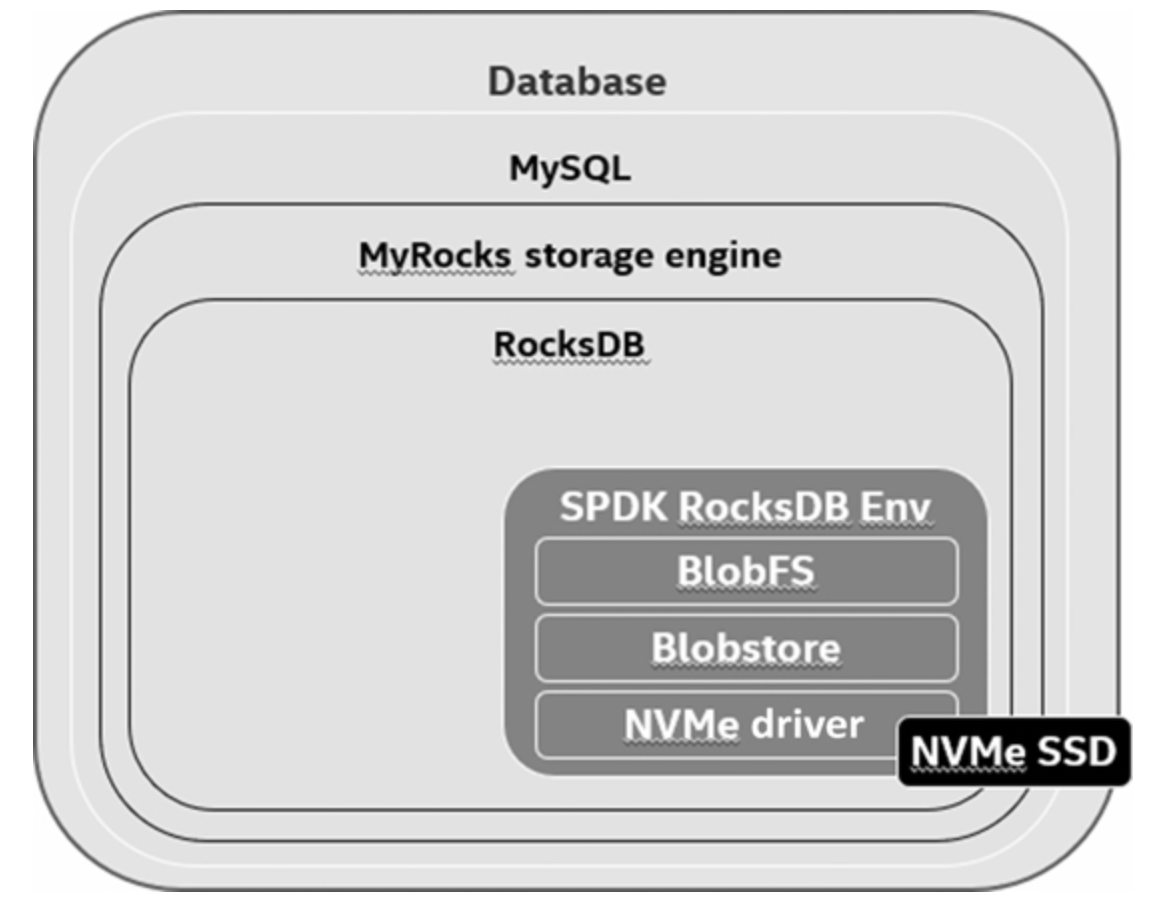 Database
MySQL
MyRocks storage engine
RocksDB
SPDK RocksDB Env
BlobFS
Blobstore
NVMe driver
NVMe SSD